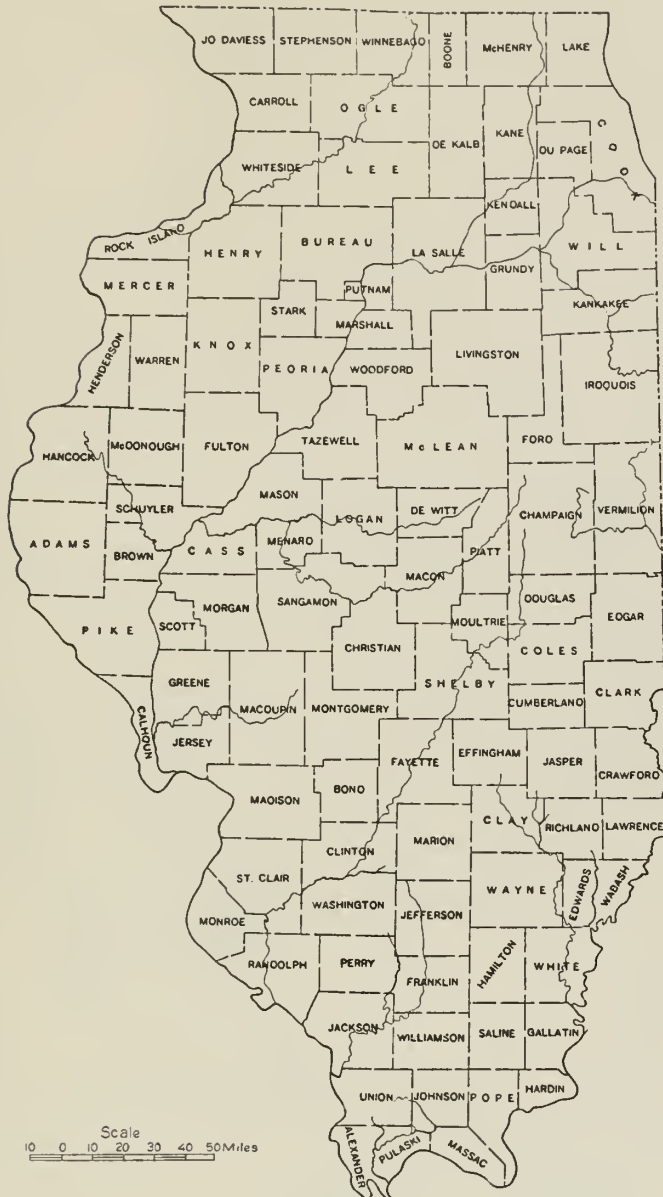 JO DAVIESS
STEPHENSON
WINNEBAGO
BOONE
McHENRY
LAKE
CARROLL
OGLE
DE KALB
KANE
COOK
DU PAGE
WHITESIDE
LEE
KENDALL
ROCK ISLAND
HENRY
BUREAU
LA SALLE
GRUNDY
WILL
MERCER
PUTNAM
KANKAKEE
STARK
MARSHALL
HENDERSON
WARREN
KNOX
PEORIA
WOODFORD
LIVINGSTON
IROQUOIS
HANCOCK
McDONOUGH
FULTON
TAZEWELL
McLEAN
FORD
MASON
SCHUYLER
LOGAN
DE WITT
CHAMPAIGN
VERMILION
ADAMS
BROWN
CASS
MENARD
PIATT
MACON
MORGAN
SANGAMON
DOUGLAS
PIKE
SCOTT
MOULTRIE
EDGAR
CHRISTIAN
COLES
GREENE
SHELBY
CALHOUN
MACOUPIN
MONTGOMERY
CUMBERLAND
CLARK
JERSEY
FAYETTE
EFFINGHAM
JASPER
CRAWFORD
MADISON
BOND
CLAY
RICHLAND
LAWRENCE
CLINTON
MARION
ST. CLAIR
WAYNE
EDWARDS
WABASH
MONROE
WASHINGTON
JEFFERSON
RANDOLPH
PERRY
HAMILTON
WHITE
FRANKLIN
JACKSON
WILLIAMSON
SALINE
GALLATIN
UNION
JOHNSON
POPE
HARDIN
ALEXANDER
PULASKI
MASSAC
Scale
10 0 10 20 30 40 50 Miles